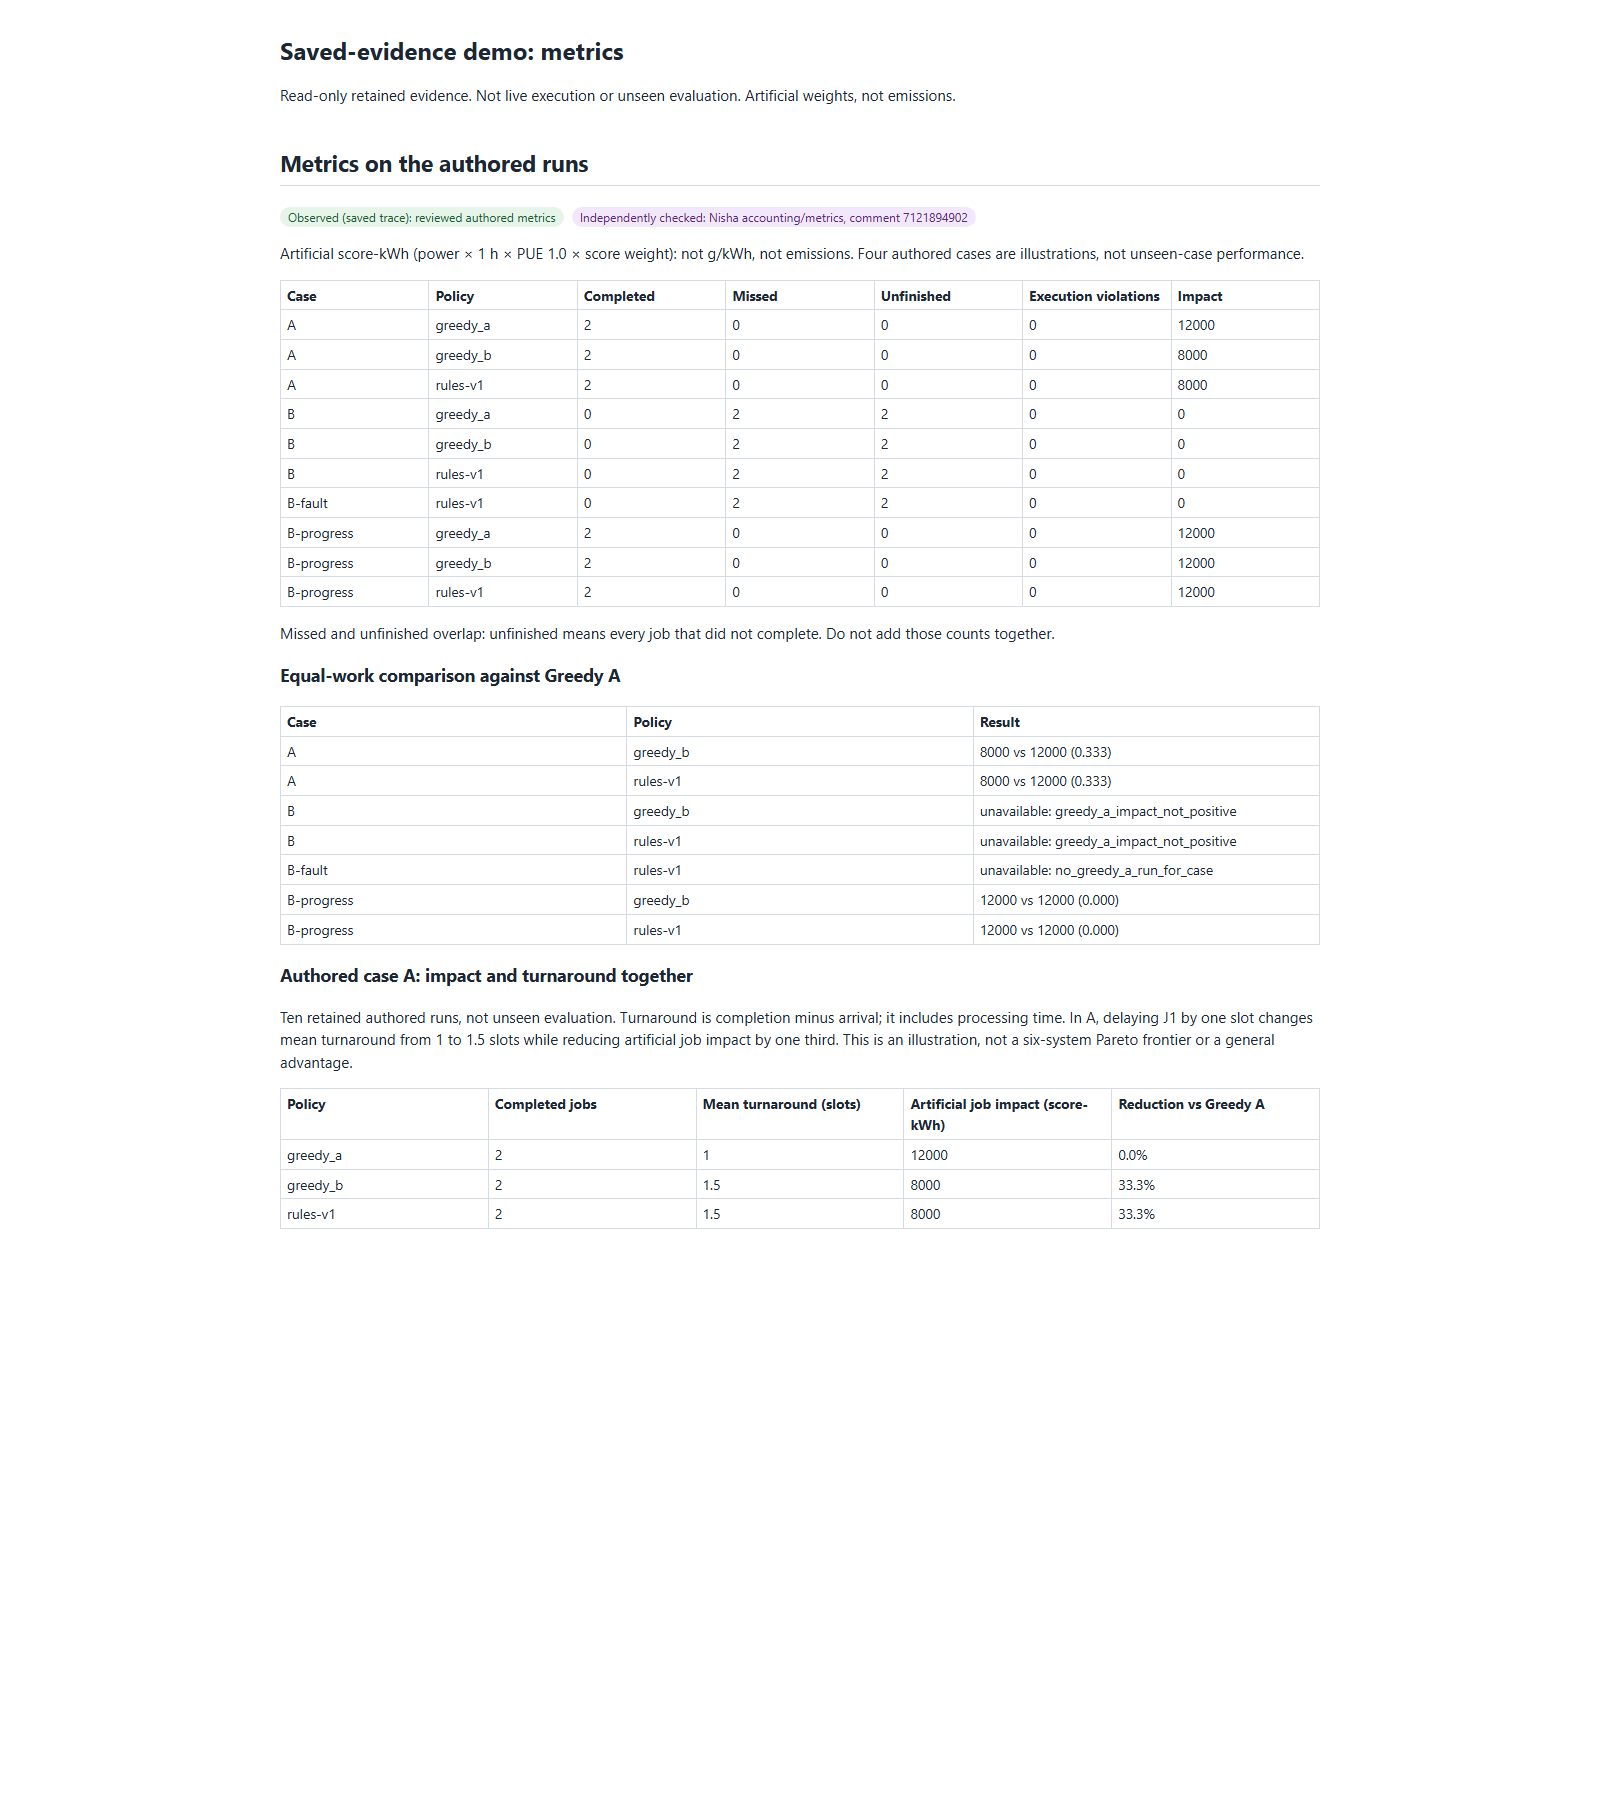 Saved-evidence demo: metrics
Read-only retained evidence. Not live execution or unseen evaluation. Artificial weights, not emissions.
Metrics on the authored runs
Observed (saved trace): reviewed authored metrics Independently checked: Nisha accounting/metrics, comment 7121894902
Artificial score-kWh (power × 1 h × PUE 1.0 × score weight): not g/kWh, not emissions. Four authored cases are illustrations, not unseen-case performance.
Case Policy Completed Missed Unfinished Execution violations Impact
A greedy_a 2 0 0 0 12000
A greedy_b 2 0 0 0 8000
A rules-v1 2 0 0 0 8000
B greedy_a 0 2 2 0 0
B greedy_b 0 2 2 0 0
B rules-v1 0 2 2 0 0
B-fault rules-v1 0 2 2 0 0
B-progress greedy_a 2 0 0 0 12000
B-progress greedy_b 2 0 0 0 12000
B-progress rules-v1 2 0 0 0 12000
Missed and unfinished overlap: unfinished means every job that did not complete. Do not add those counts together.
Equal-work comparison against Greedy A
Case Policy Result
A greedy_b 8000 vs 12000 (0.333)
A rules-v1 8000 vs 12000 (0.333)
B greedy_b unavailable: greedy_a_impact_not_positive
B rules-v1 unavailable: greedy_a_impact_not_positive
B-fault rules-v1 unavailable: no_greedy_a_run_for_case
B-progress greedy_b 12000 vs 12000 (0.000)
B-progress rules-v1 12000 vs 12000 (0.000)
Authored case A: impact and turnaround together
Ten retained authored runs, not unseen evaluation. Turnaround is completion minus arrival; it includes processing time. In A, delaying J1 by one slot changes
mean turnaround from 1 to 1.5 slots while reducing artificial job impact by one third. This is an illustration, not a six-system Pareto frontier or a general
advantage.
Policy Completed jobs Mean turnaround (slots) Artificial job impact (score-
kWh) Reduction vs Greedy A
greedy_a 2 1 12000 0.0%
greedy_b 2 1.5 8000 33.3%
rules-v1 2 1.5 8000 33.3%